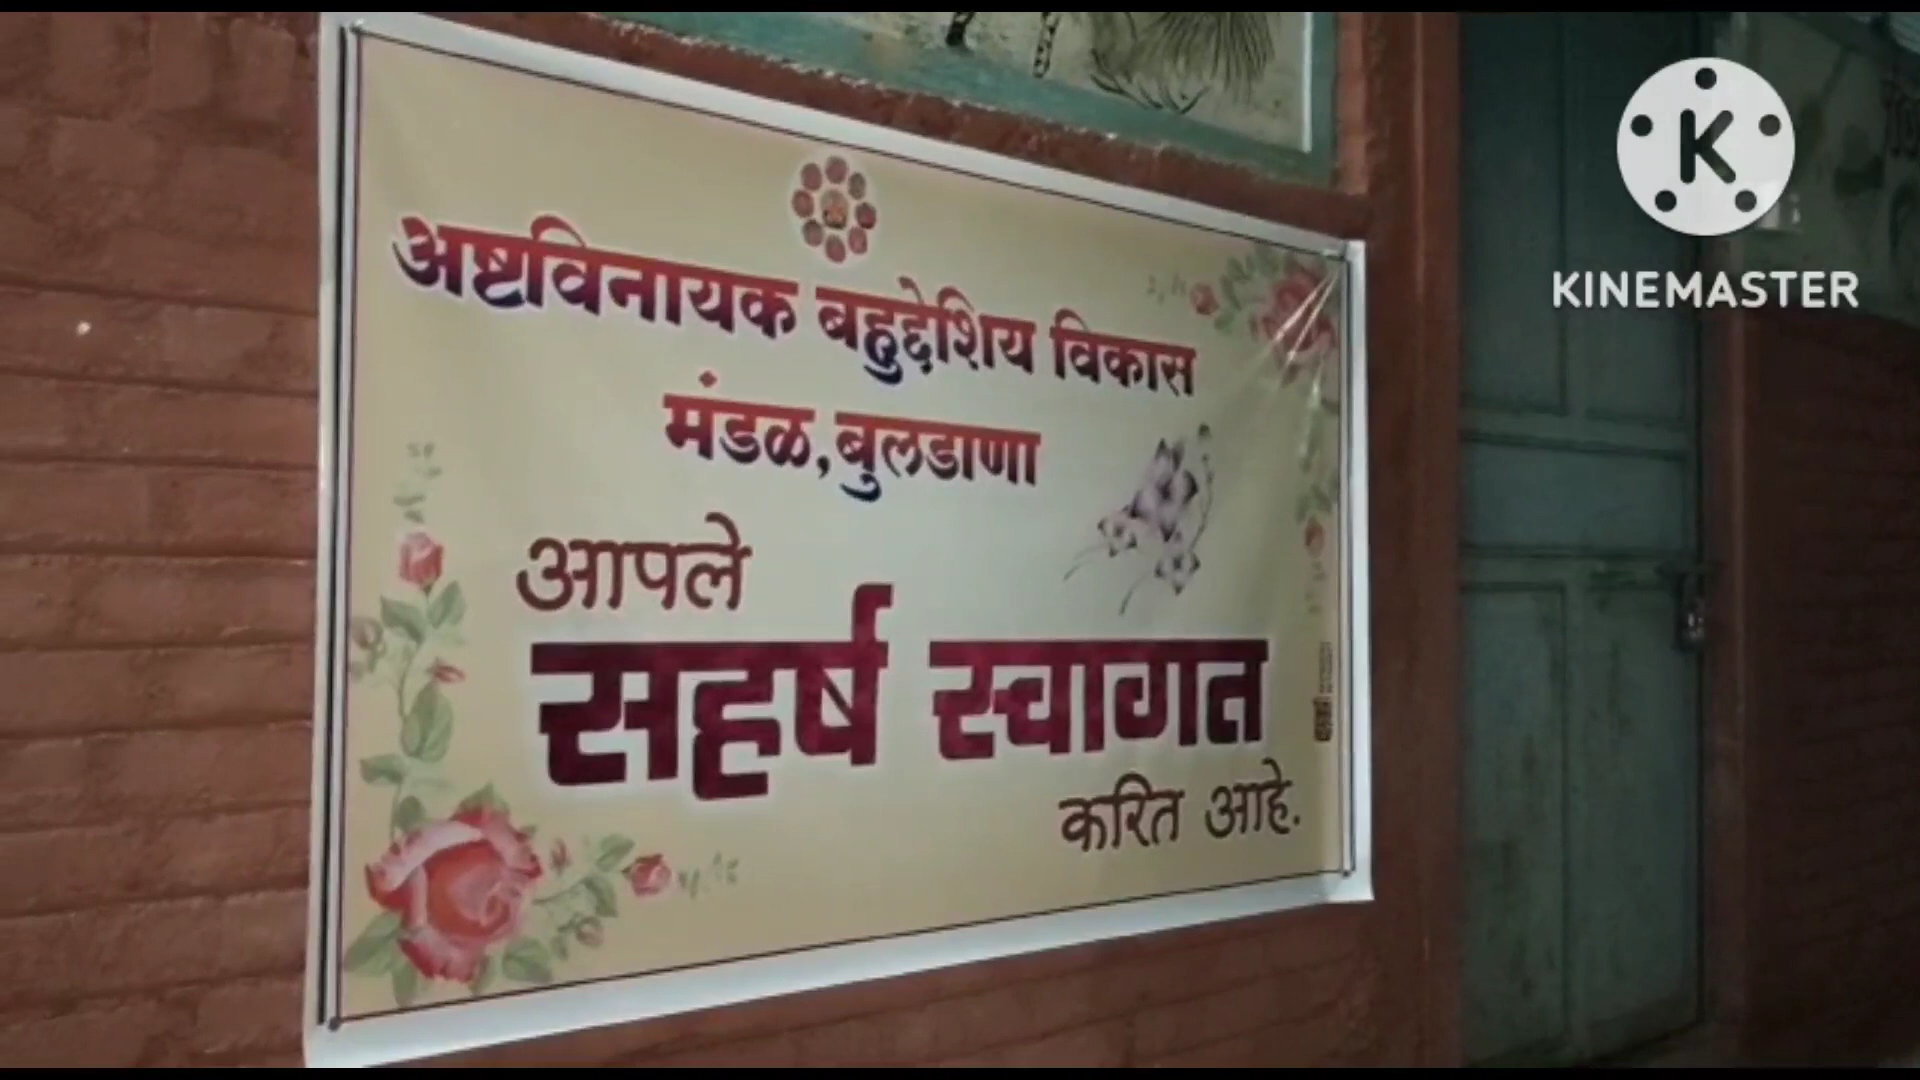 अष्टविनायक बहुद्देशिय विकास
मंडळ,बुलडाणा
आपले
सहर्ष स्वागत
करित आहे.
K
KINEMASTER